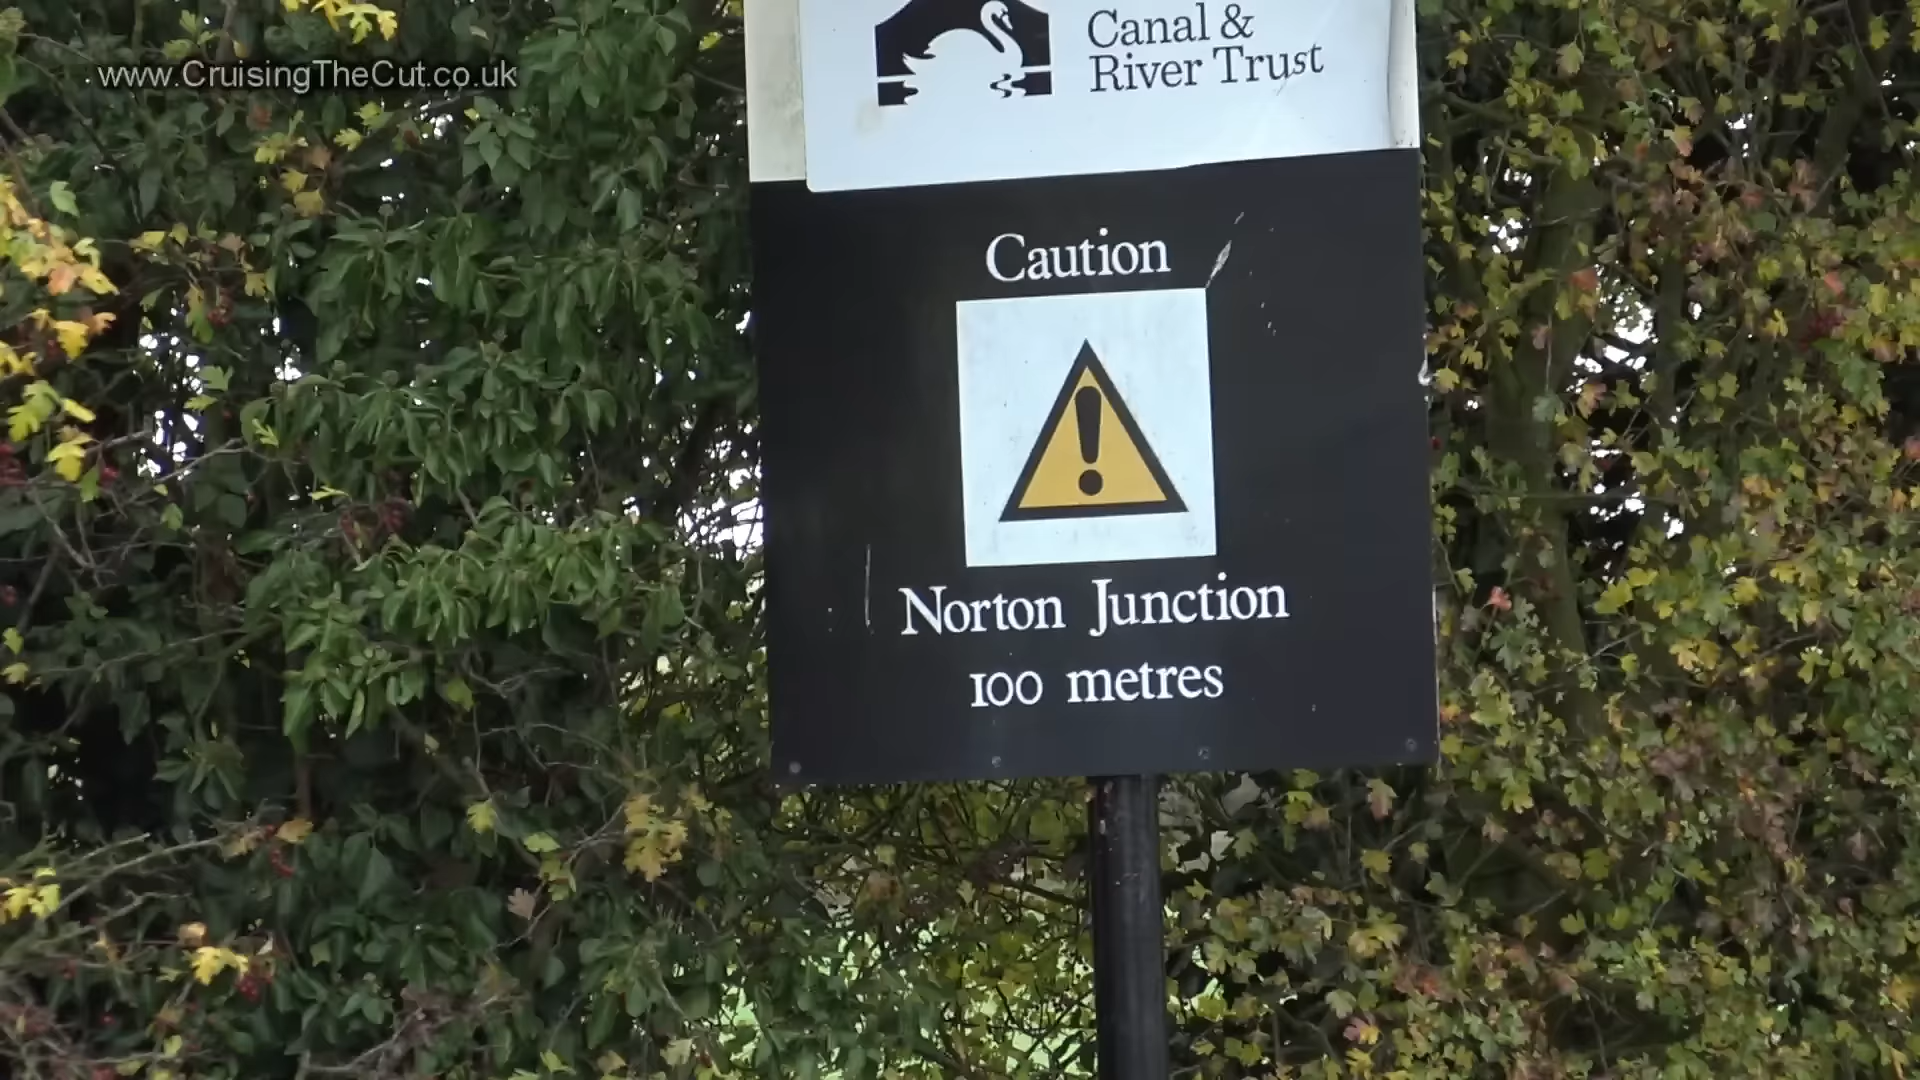 www.CruisingTheCut.co.uk
Canal &
River Trust
Caution
Norton Junction
100 metres